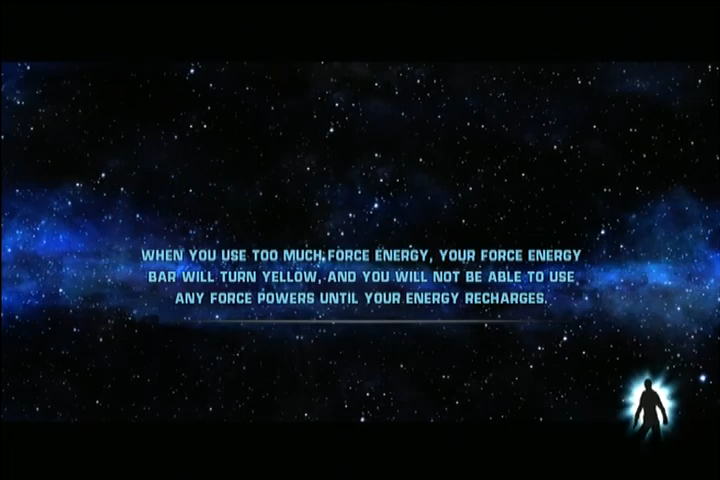 WHEN YOU USE TOO MUCH FORCE ENERGY, YOUR FORCE ENERGY
BAR WILL TURN YELLOW, AND YOU WILL NOT BE ABLE TO USE
ANY FORCE POWERS UNTIL YOUR ENERGY RECHARGES.